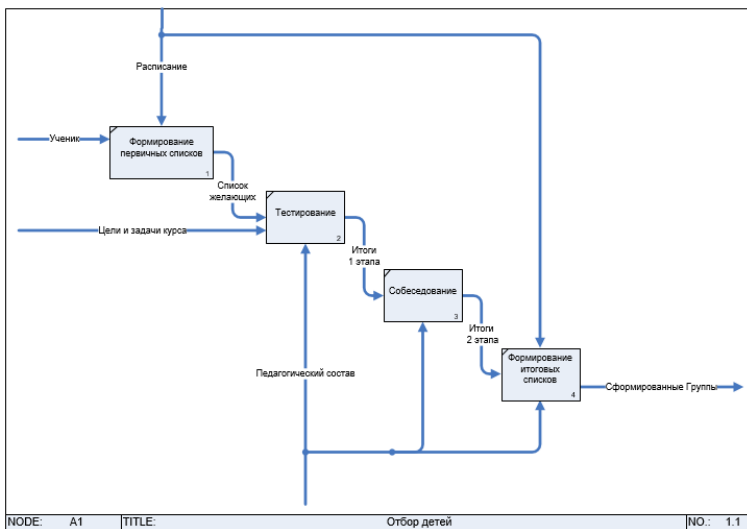 Расписание
Ученик
Формирование
первичных списков
1
Список
желающих
Тестирование
2
Цели и задачи курса
Итоги
1 этапа
Собеседование
3
Итоги
2 этапа
Формирование
итоговых
списков
4
Педагогический состав
Сформированные Группы
NODE: A1 TITLE: Отбор детей NO.: 1.1